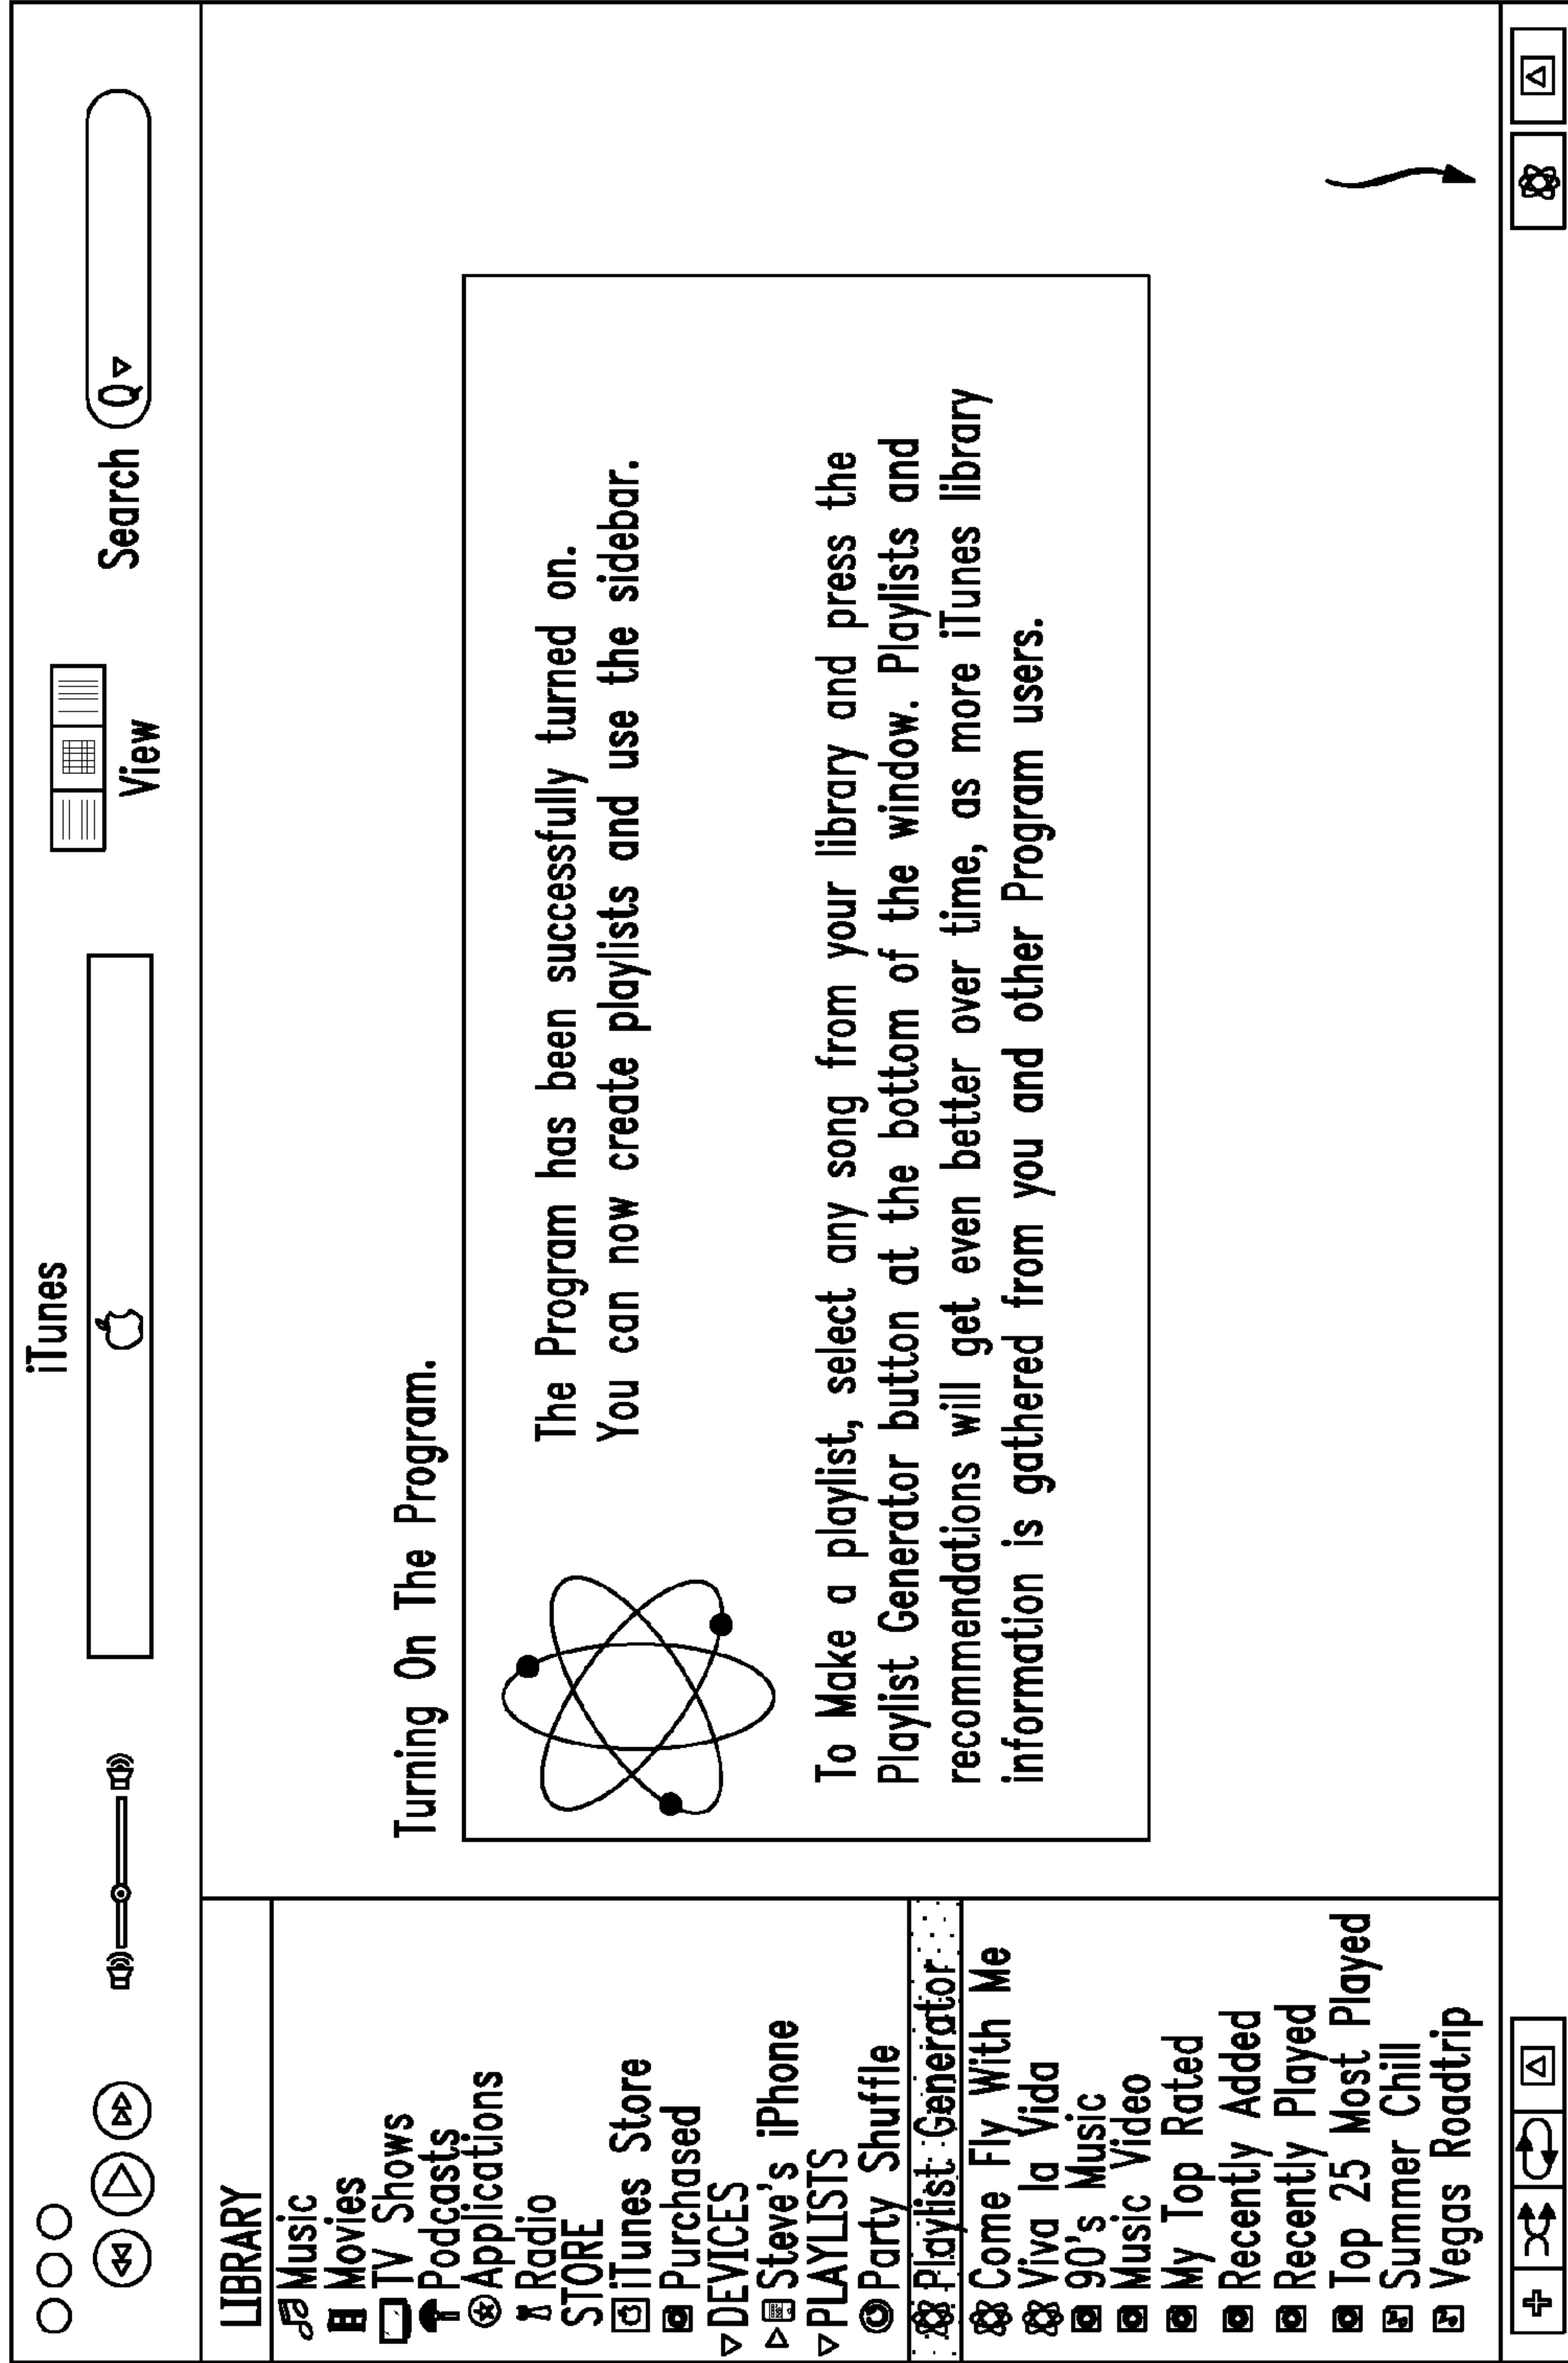 iTunes
View
Search
LIBRARY
Music
Movies
TV Shows
Podcasts
Applications
Radio
STORE
iTunes Store
Purchased
DEVICES
Steve's iPhone
PLAYLISTS
Party Shuffle
Playlist Generator
Come Fly With Me
Viva la Vida
90's Music
Music Video
My Top Rated
Recently Added
Recently Played
Top 25 Most Played
Summer Chill
Vegas Roadtrip
Turning On The Program.
The Program has been successfully turned on.
You can now create playlists and use the sidebar.
To Make a playlist, select any song from your library and press the
Playlist Generator button at the bottom of the window. Playlists and
recommendations will get even better over time, as more iTunes library
information is gathered from you and other Program users.